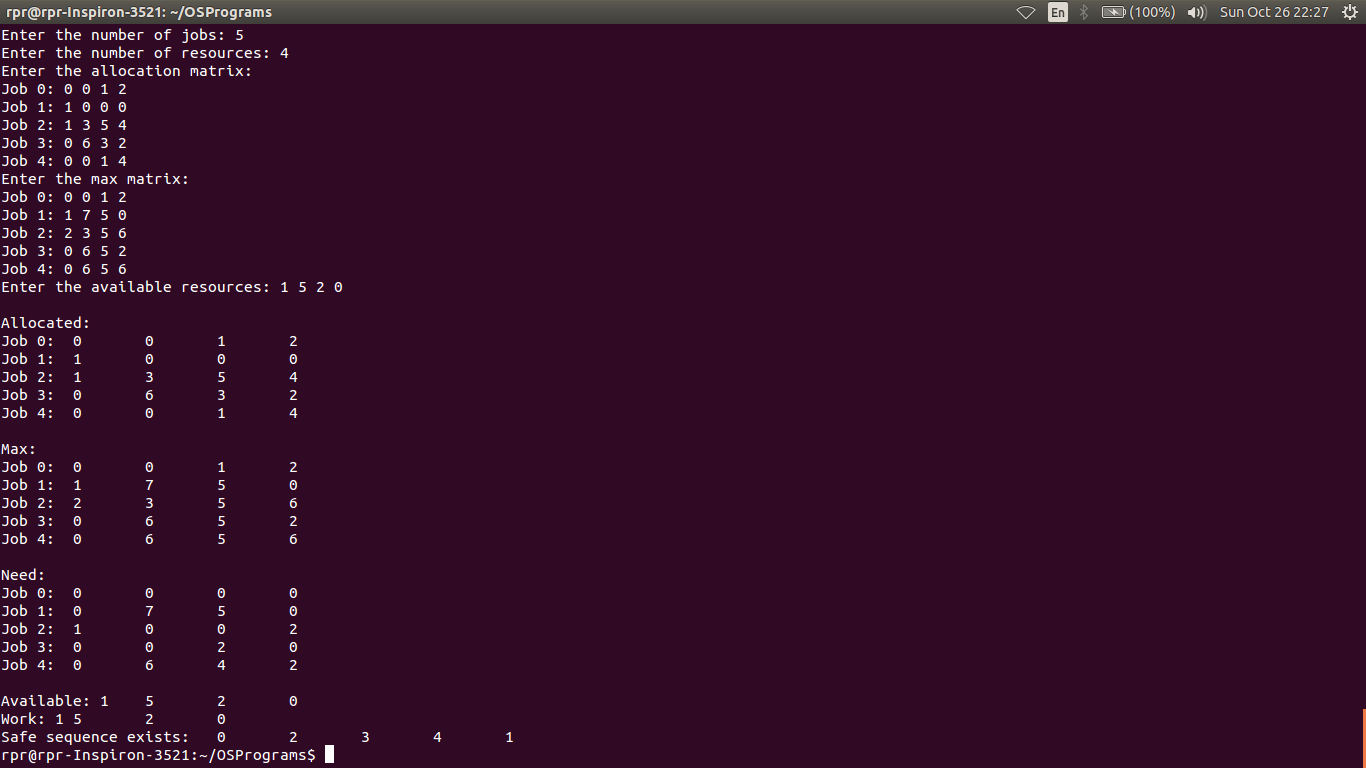 rpr@rpr-Inspiron-3521: ~/OSPrograms En (100%) Sun Oct 26 22:27
Enter the number of jobs: 5
Enter the number of resources: 4
Enter the allocation matrix:
Job 0: 0 0 1 2
Job 1: 1 0 0 0
Job 2: 1 3 5 4
Job 3: 0 6 3 2
Job 4: 0 0 1 4
Enter the max matrix:
Job 0: 0 0 1 2
Job 1: 1 7 5 0
Job 2: 2 3 5 6
Job 3: 0 6 5 2
Job 4: 0 6 5 6
Enter the available resources: 1 5 2 0
Allocated:
Job 0: 0 0 1 2
Job 1: 1 0 0 0
Job 2: 1 3 5 4
Job 3: 0 6 3 2
Job 4: 0 0 1 4
Max:
Job 0: 0 0 1 2
Job 1: 1 7 5 0
Job 2: 2 3 5 6
Job 3: 0 6 5 2
Job 4: 0 6 5 6
Need:
Job 0: 0 0 0 0
Job 1: 0 7 5 0
Job 2: 1 0 0 2
Job 3: 0 0 2 0
Job 4: 0 6 4 2
Available: 1 5 2 0
Work: 1 5 2 0
Safe sequence exists: 0 2 3 4 1
rpr@rpr-Inspiron-3521:~/OSPrograms$